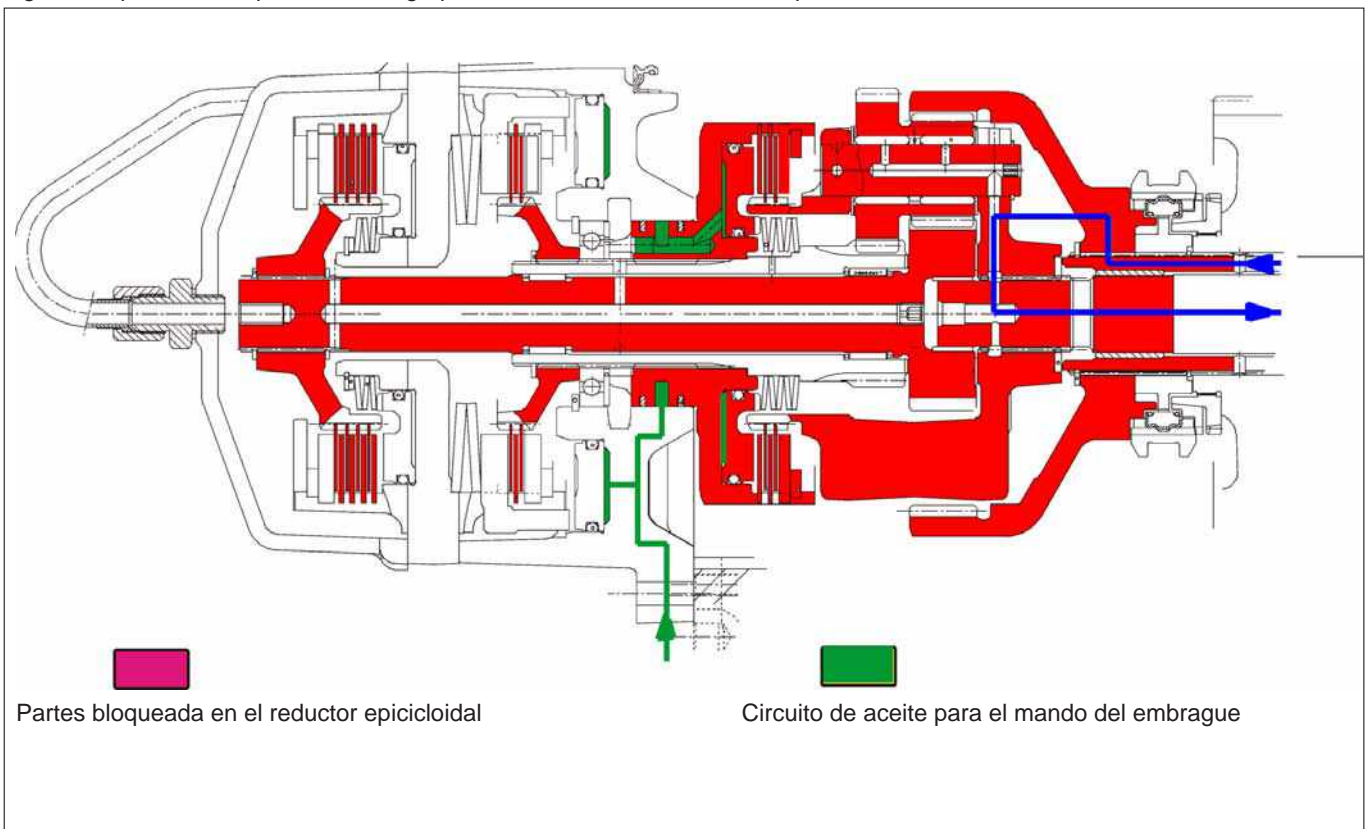 Partes bloqueada en el reductor epicicloidal
Circuito de aceite para el mando del embrague